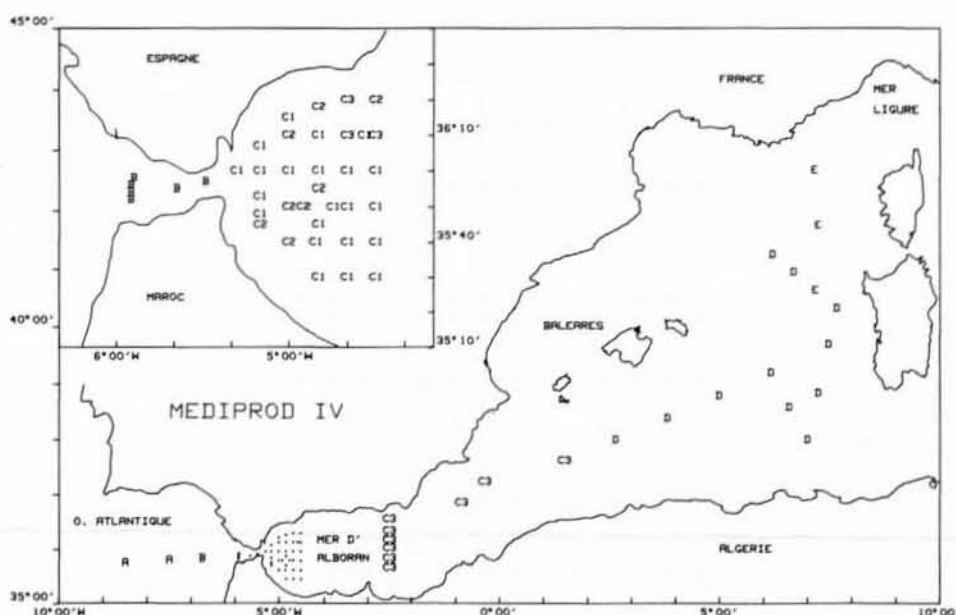 45°00'
ESPAGNE
FRANCE
MER
LIGURE
C3 C2
C2
C1
C2 C1 C3 C1C3
36°10'
C1
C1 C1 C1 C1 C1 C1
E
B B
C2
C1
C2C2 C1C1 C1
C1
C2 C1
E
35°40'
C2 C1 C1 C1
D
D
C1 C1 C1
E
MAROC
D
BALEARES
40°00'
35°10'
6°00'W 5°00'W
D
D
D D
D
MEDIPROD IV
D
D D
C3
C3
C3
O. ATLANTIQUE
C3
MER D'
ALBORAN
ALGERIE
A A B
35°00'
10°00'W 5°00'W 0°00' 5°00' 10°00'